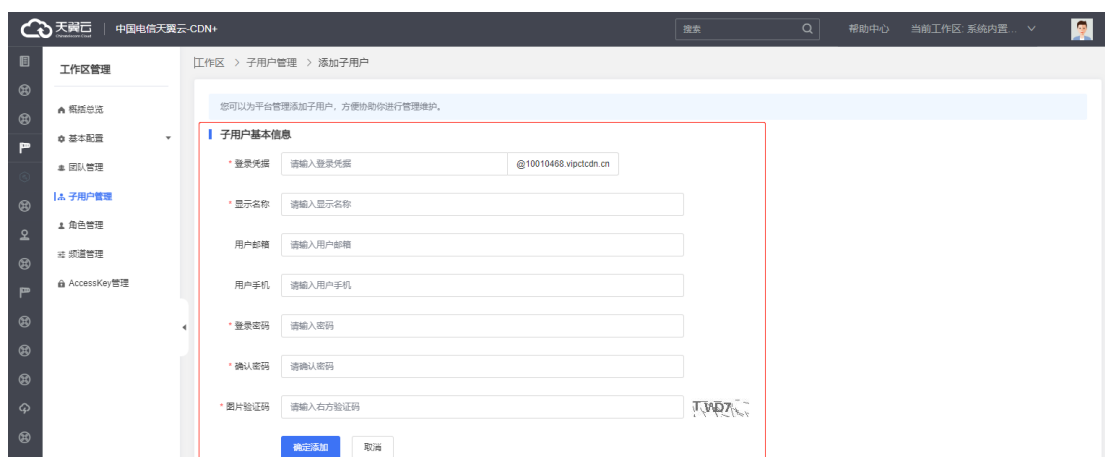 天翼云 中国电信天翼云-CDN+ 搜索 帮助中心 当前工作区: 系统内置...
工作区管理
工作区 > 子用户管理 > 添加子用户
您可以为平台管理添加子用户，方便协助你进行管理维护。
概括总览
基本配置
团队管理
子用户管理
角色管理
频道管理
AccessKey管理
子用户基本信息
* 登录凭据 请输入登录凭据 @10010468.vipctcdn.cn
* 显示名称 请输入显示名称
用户邮箱 请输入用户邮箱
用户手机 请输入用户手机
* 登录密码 请输入密码
* 确认密码 请确认密码
* 图片验证码 请输入右方验证码
确定添加 取消